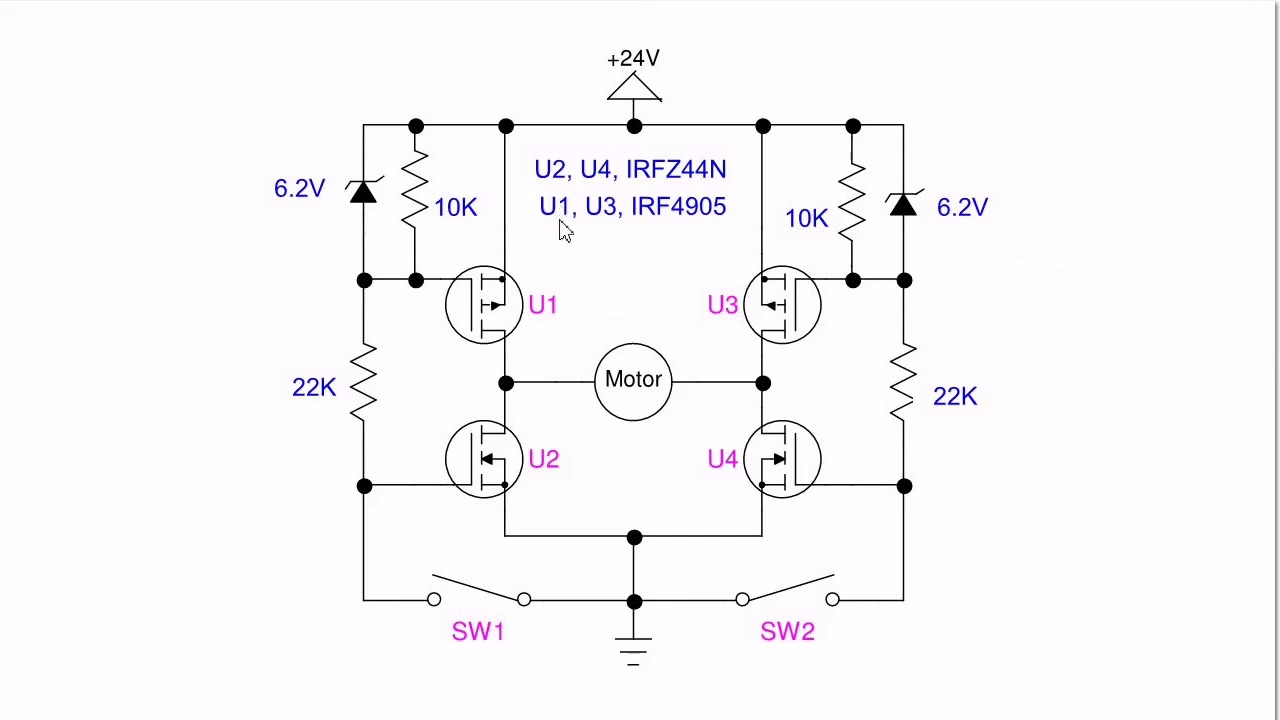 +24V
U2, U4, IRFZ44N
6.2V
10K
U1, U3, IRF4905
10K
6.2V
U1
U3
22K
Motor
22K
U2
U4
SW1
SW2